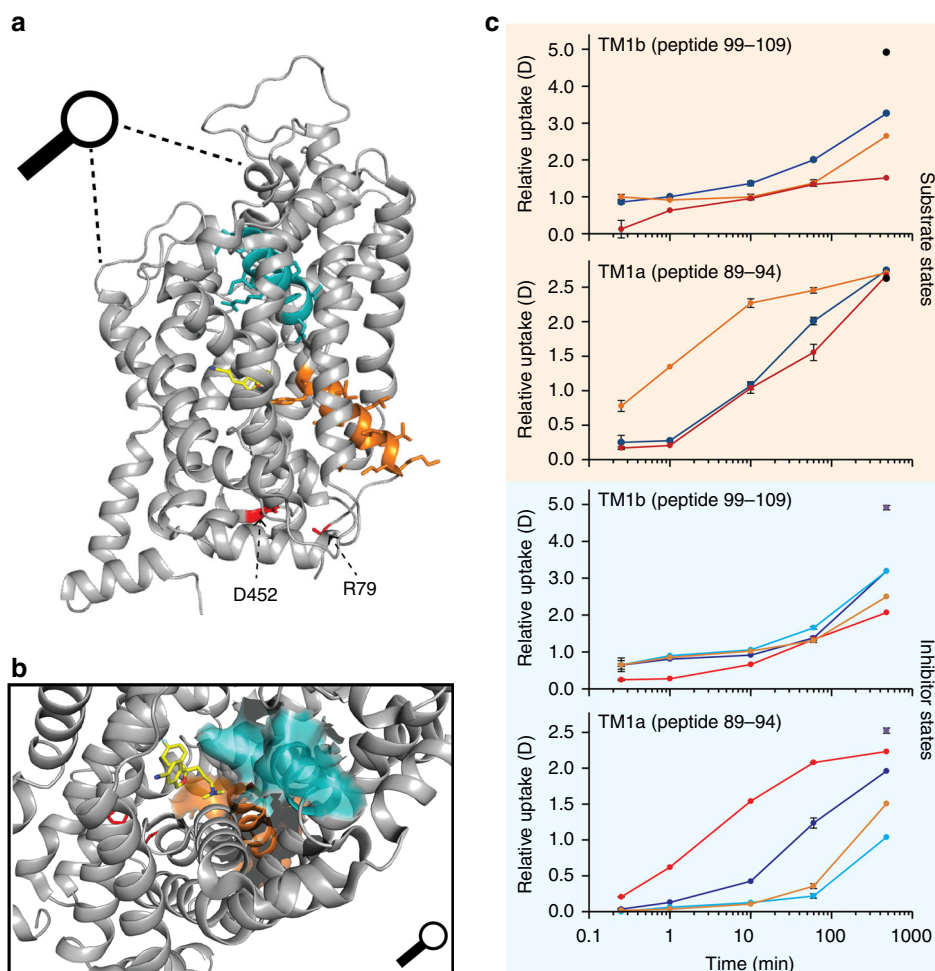 a
D452
R79
b
c
TM1b (peptide 99–109)
5.0
4.0
3.0
2.0
1.0
0.0
Relative uptake (D)
TM1a (peptide 89–94)
2.5
2.0
1.5
1.0
0.5
0.0
Relative uptake (D)
Substrate states
TM1b (peptide 99–109)
5.0
4.0
3.0
2.0
1.0
0.0
Relative uptake (D)
TM1a (peptide 89–94)
2.5
2.0
1.5
1.0
0.5
0.0
Relative uptake (D)
Inhibitor states
0.1 1 10 100 1000
Time (min)